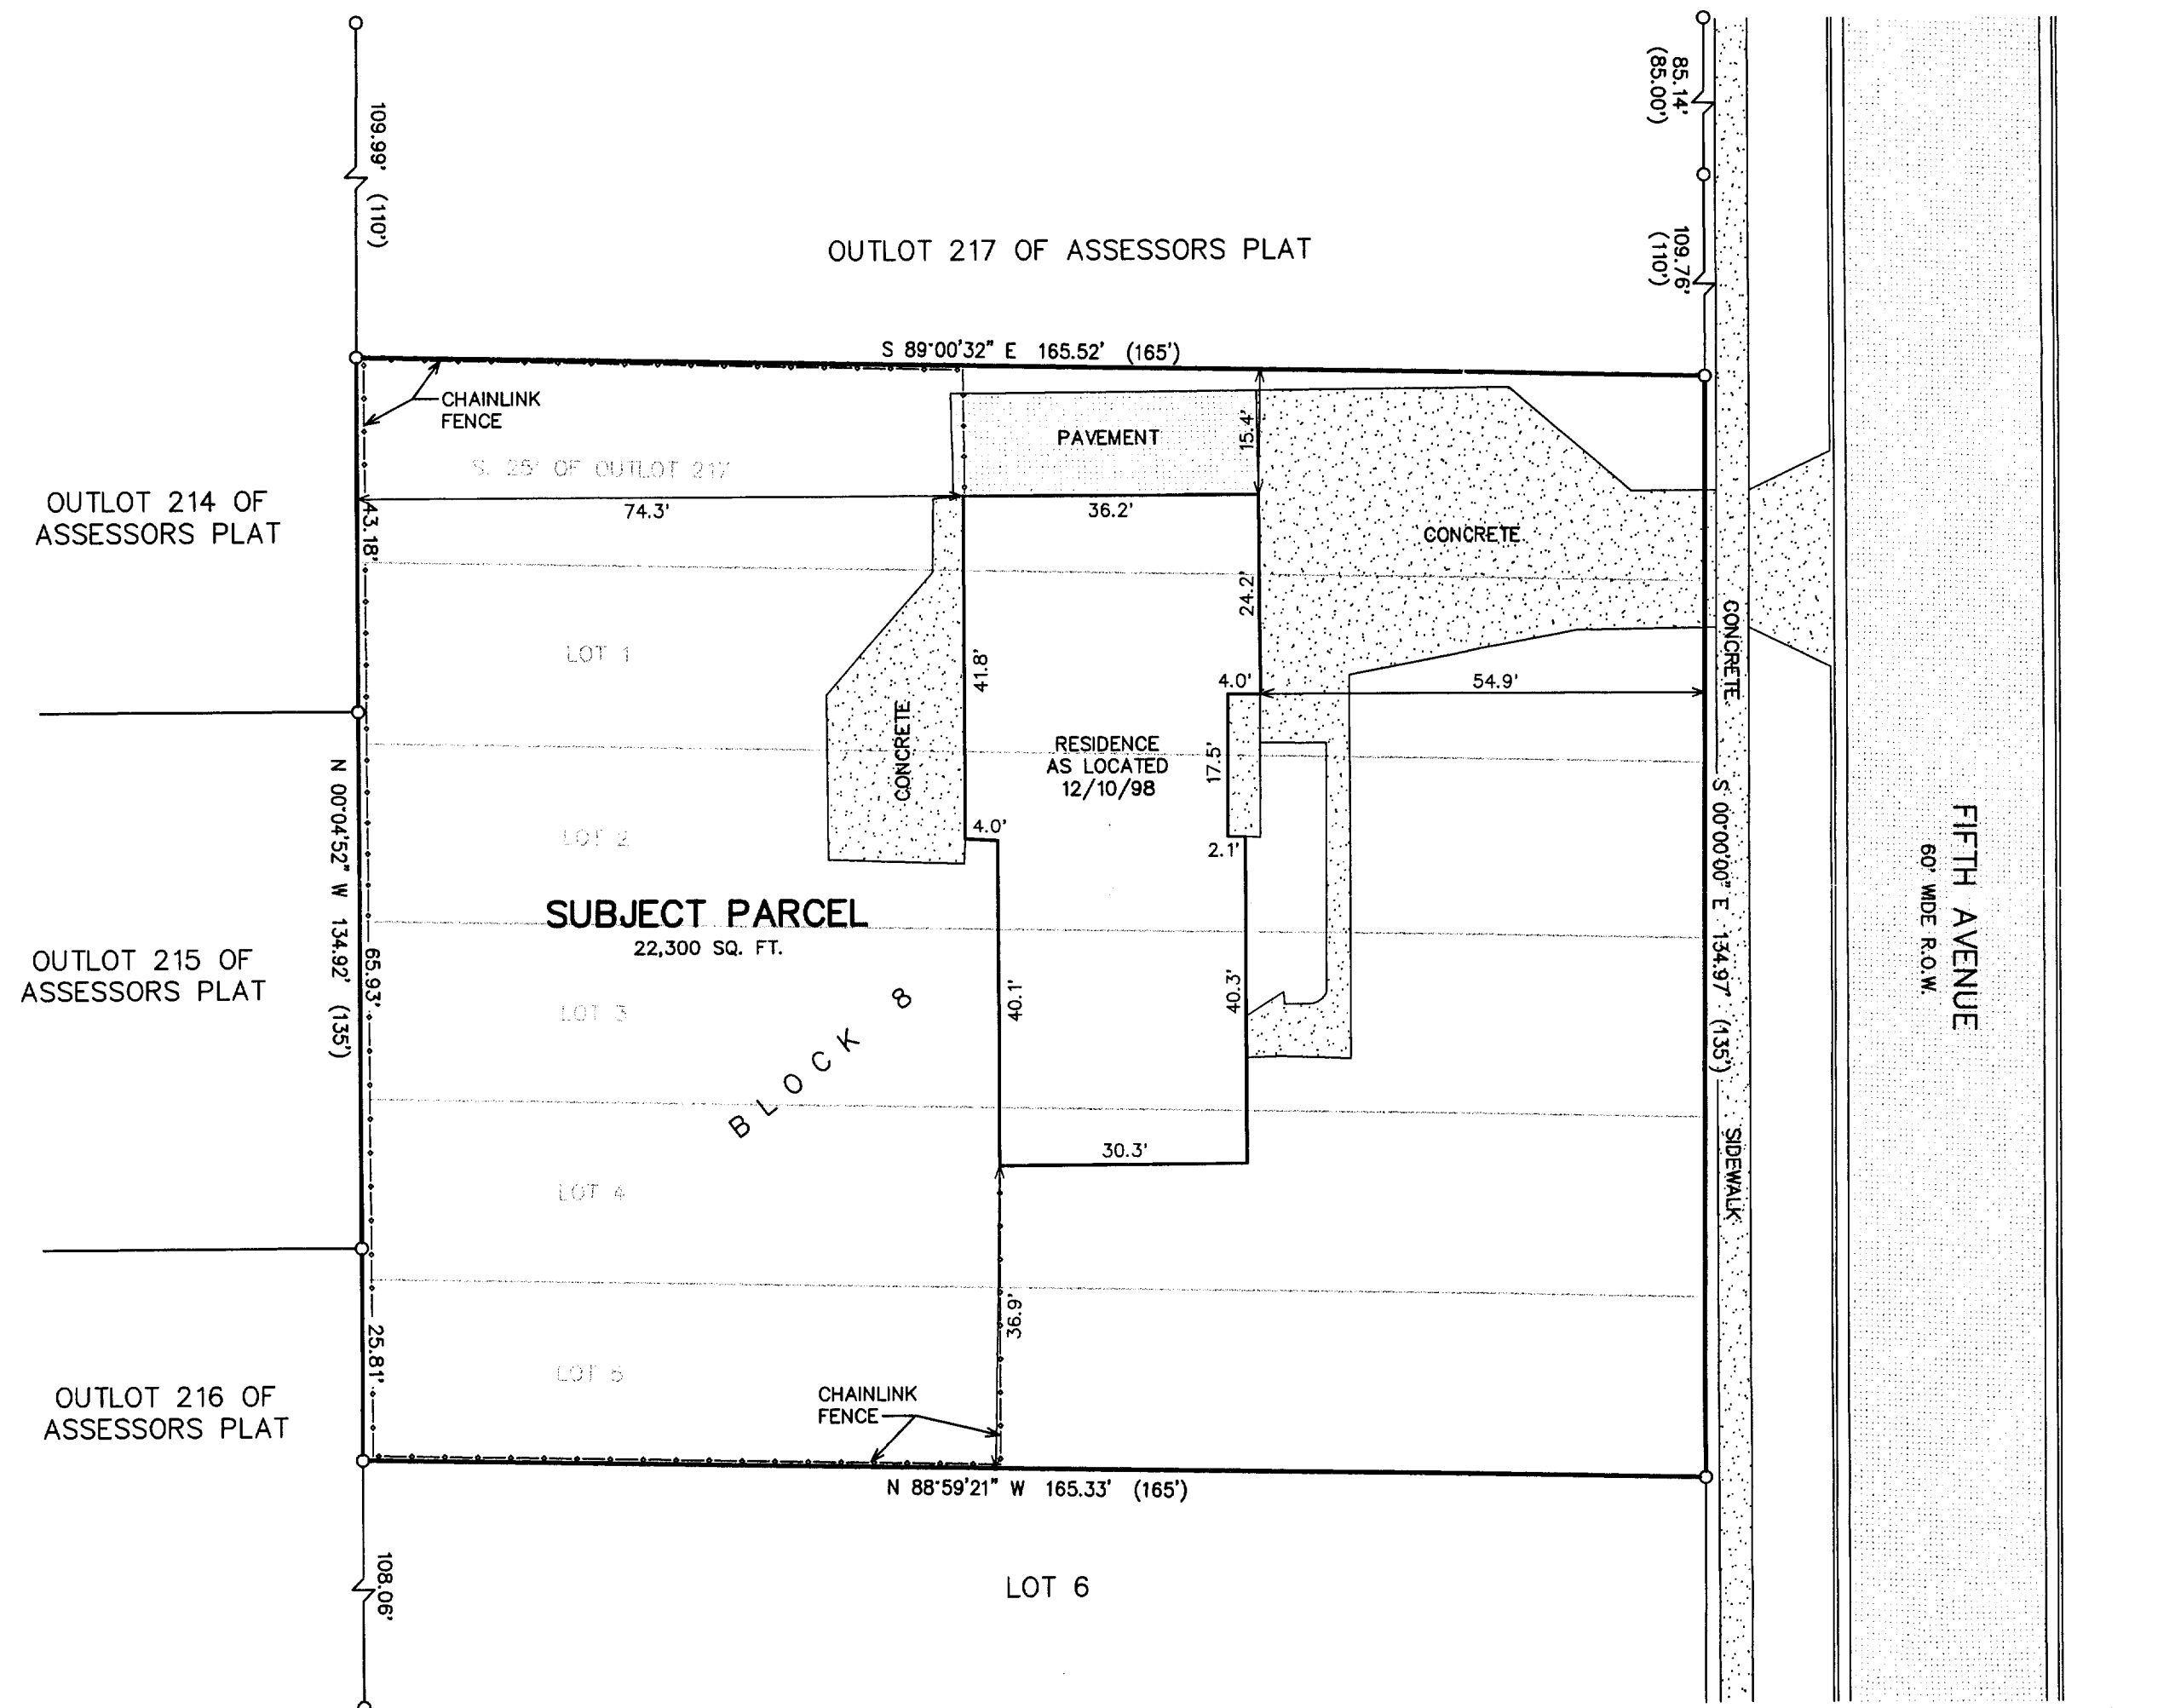 109.99' (110')
85.14'
(85.00')
109.76'
(110')
OUTLOT 217 OF ASSESSORS PLAT
S 89°00'32" E 165.52' (165')
CHAINLINK
FENCE
PAVEMENT
15.4'
S. 25' OF OUTLOT 217
OUTLOT 214 OF
ASSESSORS PLAT
43.18'
74.3'
36.2'
CONCRETE
24.2'
LOT 1
41.8'
4.0'
54.9'
CONCRETE
RESIDENCE
AS LOCATED
12/10/98
17.5'
CONCRETE SIDEWALK
S 00°00'00" E 134.97' (135')
FIFTH AVENUE
60' WIDE R.O.W.
N 00°04'52" W 134.92' (135')
LOT 2
4.0'
2.1'
SUBJECT PARCEL
22,300 SQ. FT.
OUTLOT 215 OF
ASSESSORS PLAT
65.93'
LOT 3
BLOCK 8
40.1'
40.3'
30.3'
LOT 4
36.9'
25.81'
LOT 5
CHAINLINK
FENCE
OUTLOT 216 OF
ASSESSORS PLAT
N 88°59'21" W 165.33' (165')
108.06'
LOT 6